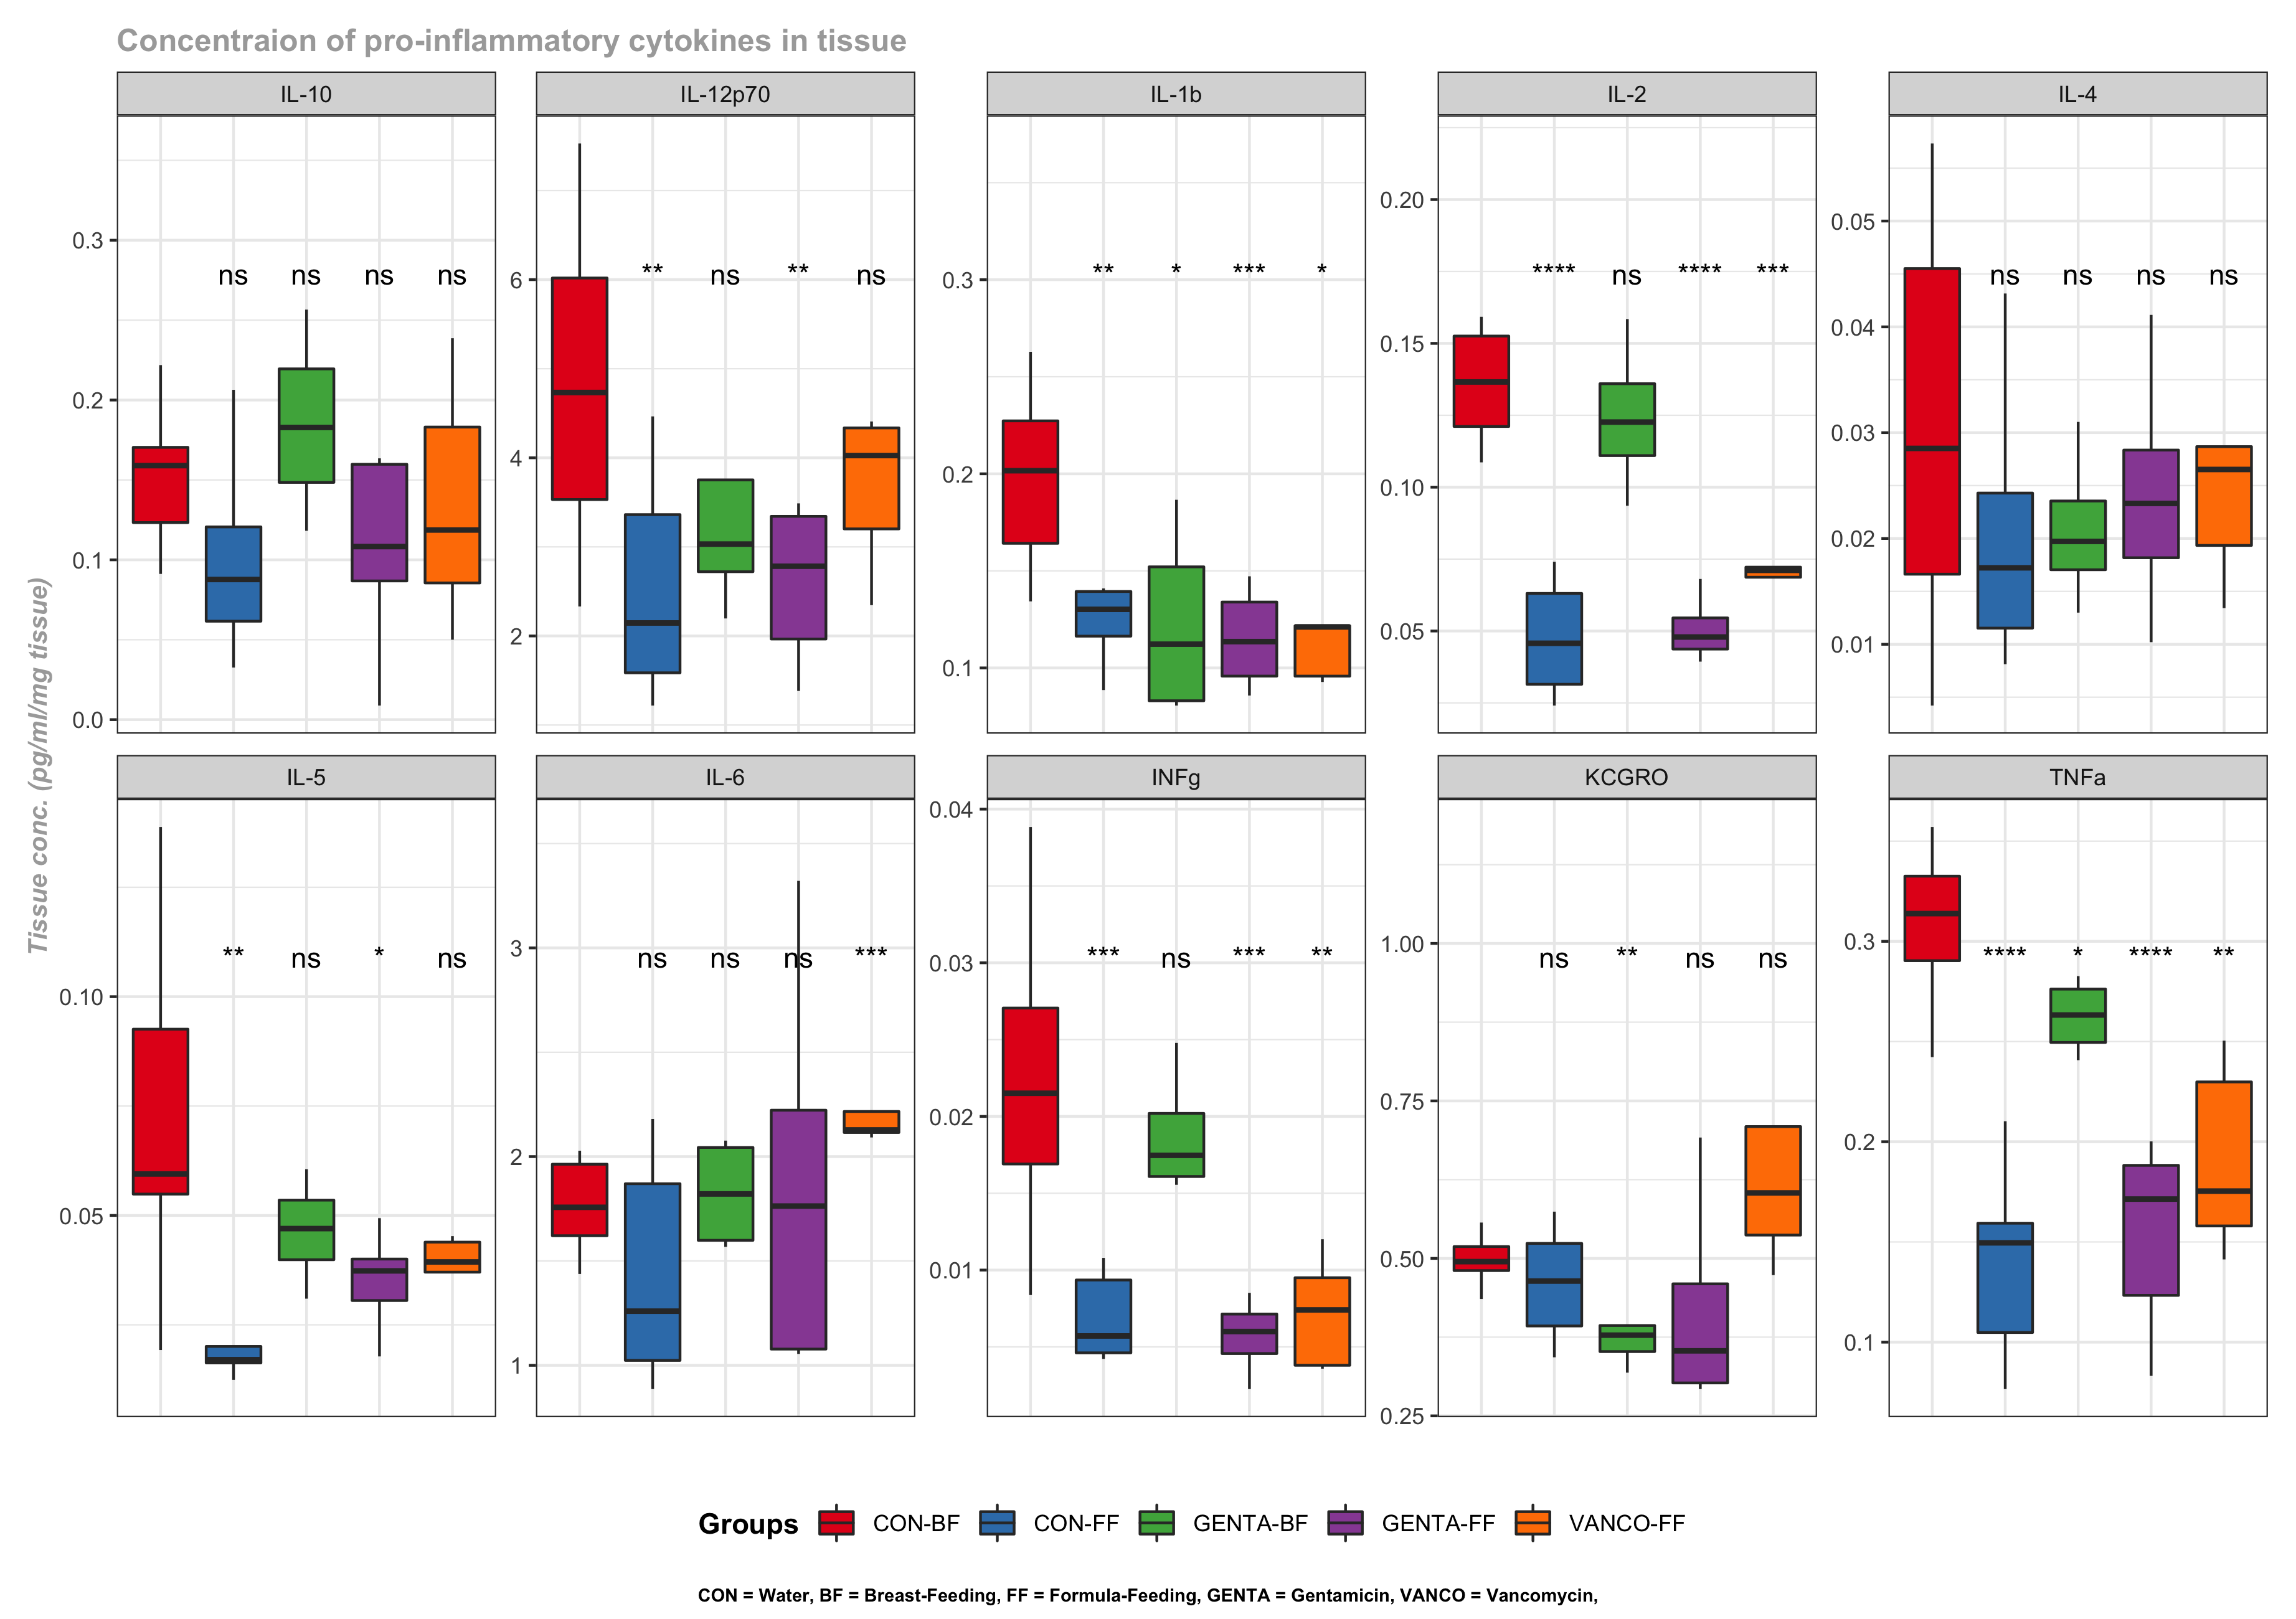 Concentraion of pro-inflammatory cytokines in tissue
Tissue conc. (pg/ml/mg tissue)
IL-10
0.3
0.2
0.1
0.0
ns ns ns ns
IL-12p70
6
4
2
** ns ** ns
IL-1b
0.3
0.2
0.1
** * *** *
IL-2
0.20
0.15
0.10
0.05
**** ns **** ***
IL-4
0.05
0.04
0.03
0.02
0.01
ns ns ns ns
IL-5
0.10
0.05
** ns * ns
IL-6
3
2
1
ns ns ns ***
INFg
0.04
0.03
0.02
0.01
*** ns *** **
KCGRO
1.00
0.75
0.50
0.25
ns ** ns ns
TNFa
0.3
0.2
0.1
**** * **** **
Groups CON-BF CON-FF GENTA-BF GENTA-FF VANCO-FF
CON = Water, BF = Breast-Feeding, FF = Formula-Feeding, GENTA = Gentamicin, VANCO = Vancomycin,